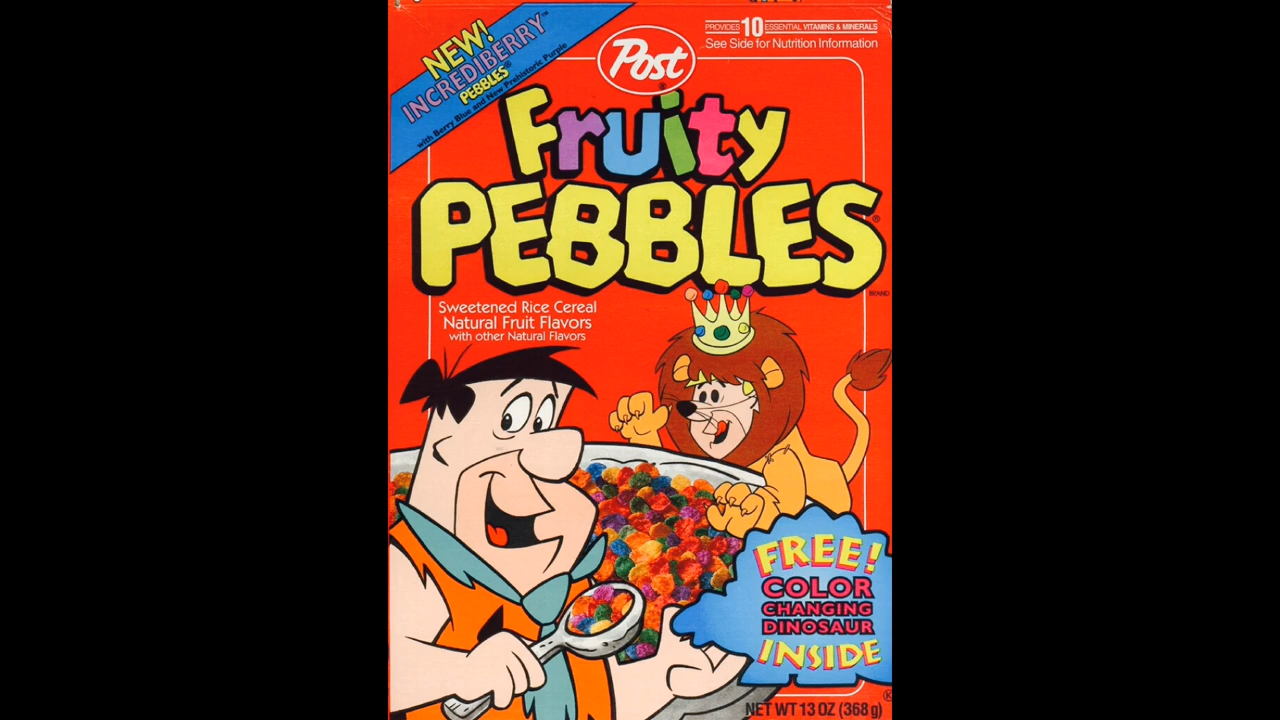 NEW!
INCREDIBERRY™
PEBBLES®
with Berry Blue and New Prehistoric Purple
PROVIDES 10 ESSENTIAL VITAMINS & MINERALS
See Side for Nutrition Information
Post
®
Fruity
PEBBLES®
BRAND
Sweetened Rice Cereal
Natural Fruit Flavors
with other Natural Flavors
FREE!
COLOR
CHANGING
DINOSAUR
INSIDE
K
NET WT 13 OZ (368 g)